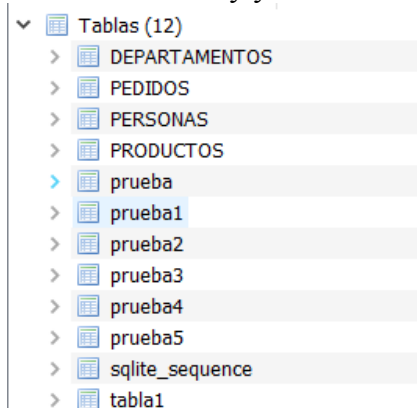 Tablas (12)
DEPARTAMENTOS
PEDIDOS
PERSONAS
PRODUCTOS
prueba
prueba1
prueba2
prueba3
prueba4
prueba5
sqlite_sequence
tabla1